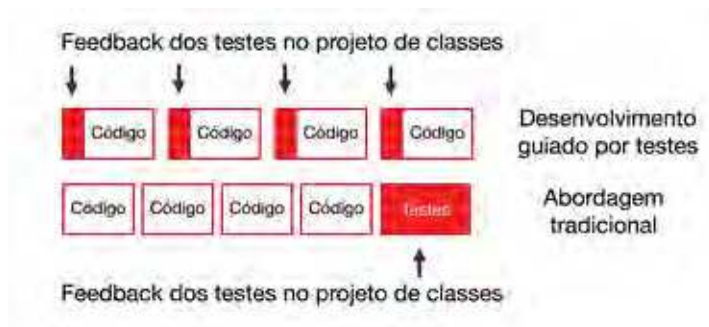 Feedback dos testes no projeto de classes
Código Código Código Código
Desenvolvimento
guiado por testes
Código Código Código Código Testes
Abordagem
tradicional
Feedback dos testes no projeto de classes